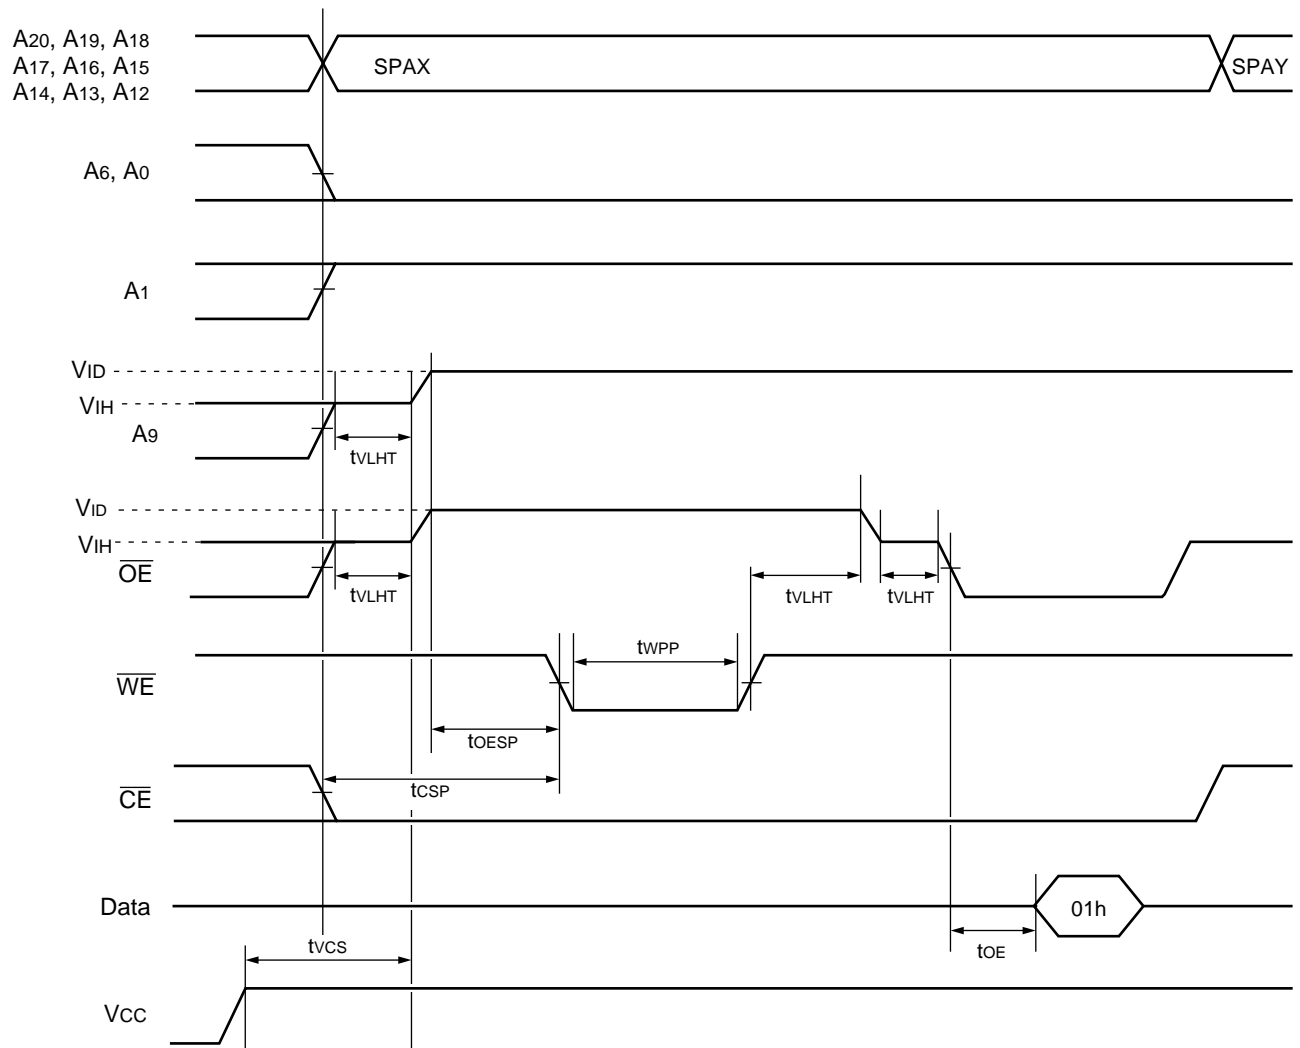 A20, A19, A18
A17, A16, A15
A14, A13, A12
SPAX
SPAY
A6, A0
A1
VID
VIH
A9
tVLHT
VID
VIH
OE
tVLHT
tVLHT
tVLHT
tWPP
WE
tOESP
tCSP
CE
Data
01h
tOE
tVCS
VCC